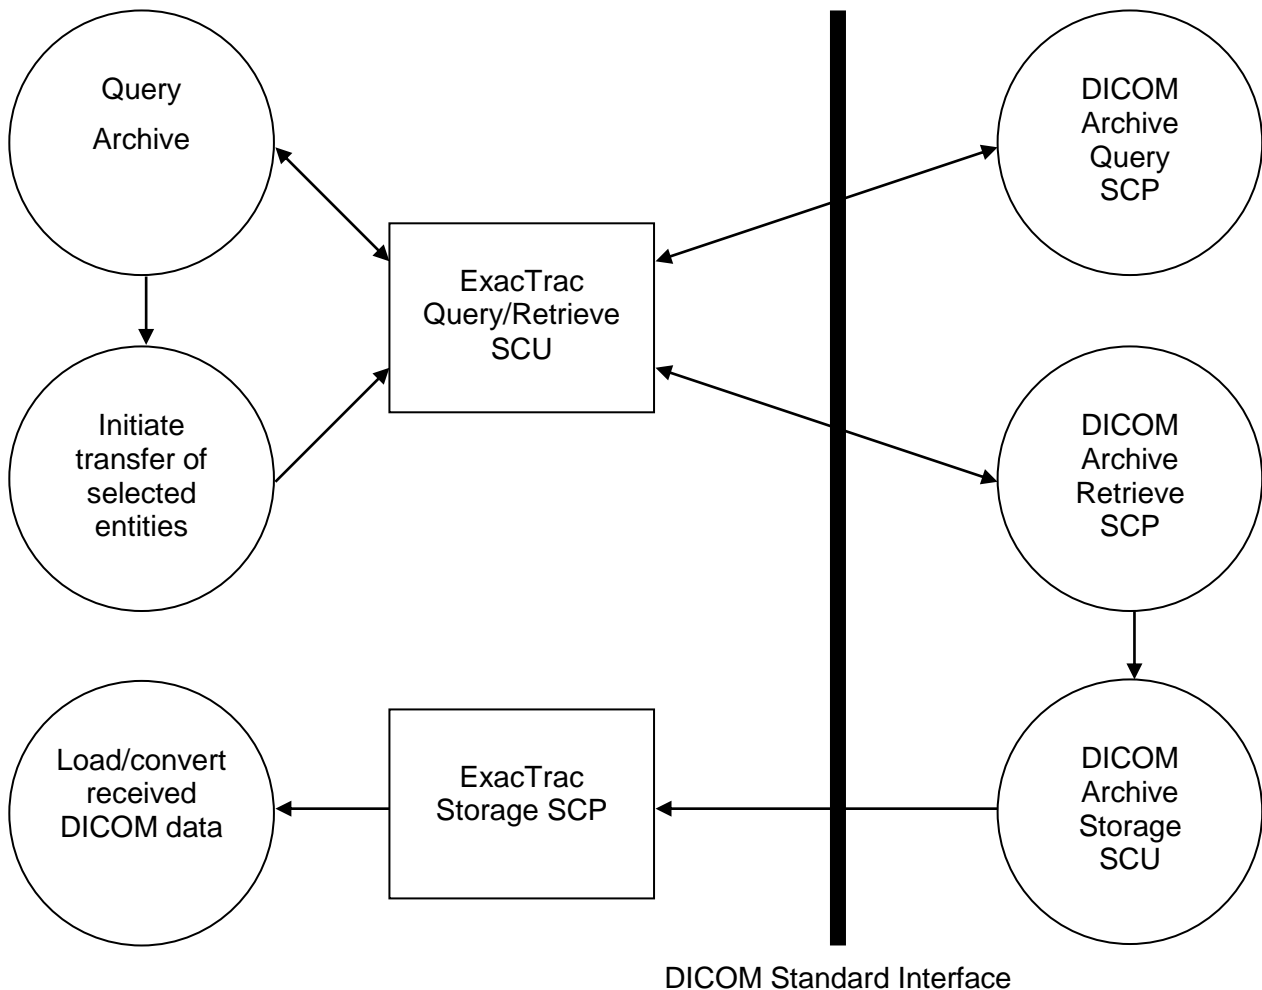 Query
Archive
DICOM
Archive
Query
SCP
ExacTrac
Query/Retrieve
SCU
Initiate
transfer of
selected
entities
DICOM
Archive
Retrieve
SCP
Load/convert
received
DICOM data
ExacTrac
Storage SCP
DICOM
Archive
Storage
SCU
DICOM Standard Interface